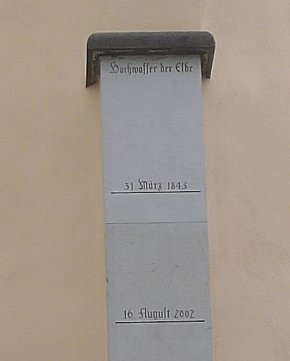 Hochwasser der Elbe
31 März 1845
16 August 2002